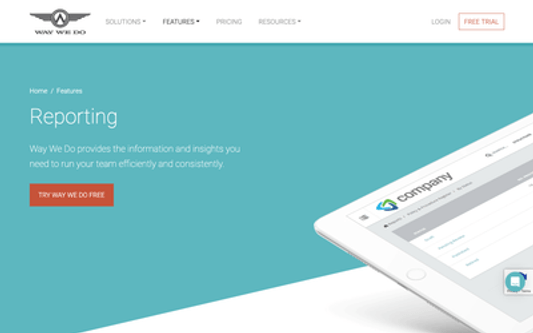 WAY WE DO
SOLUTIONS
FEATURES
PRICING
RESOURCES
LOGIN
FREE TRIAL
Home / Features
Reporting
Way We Do provides the information and insights you
need to run your team efficiently and consistently.
TRY WAY WE DO FREE
company